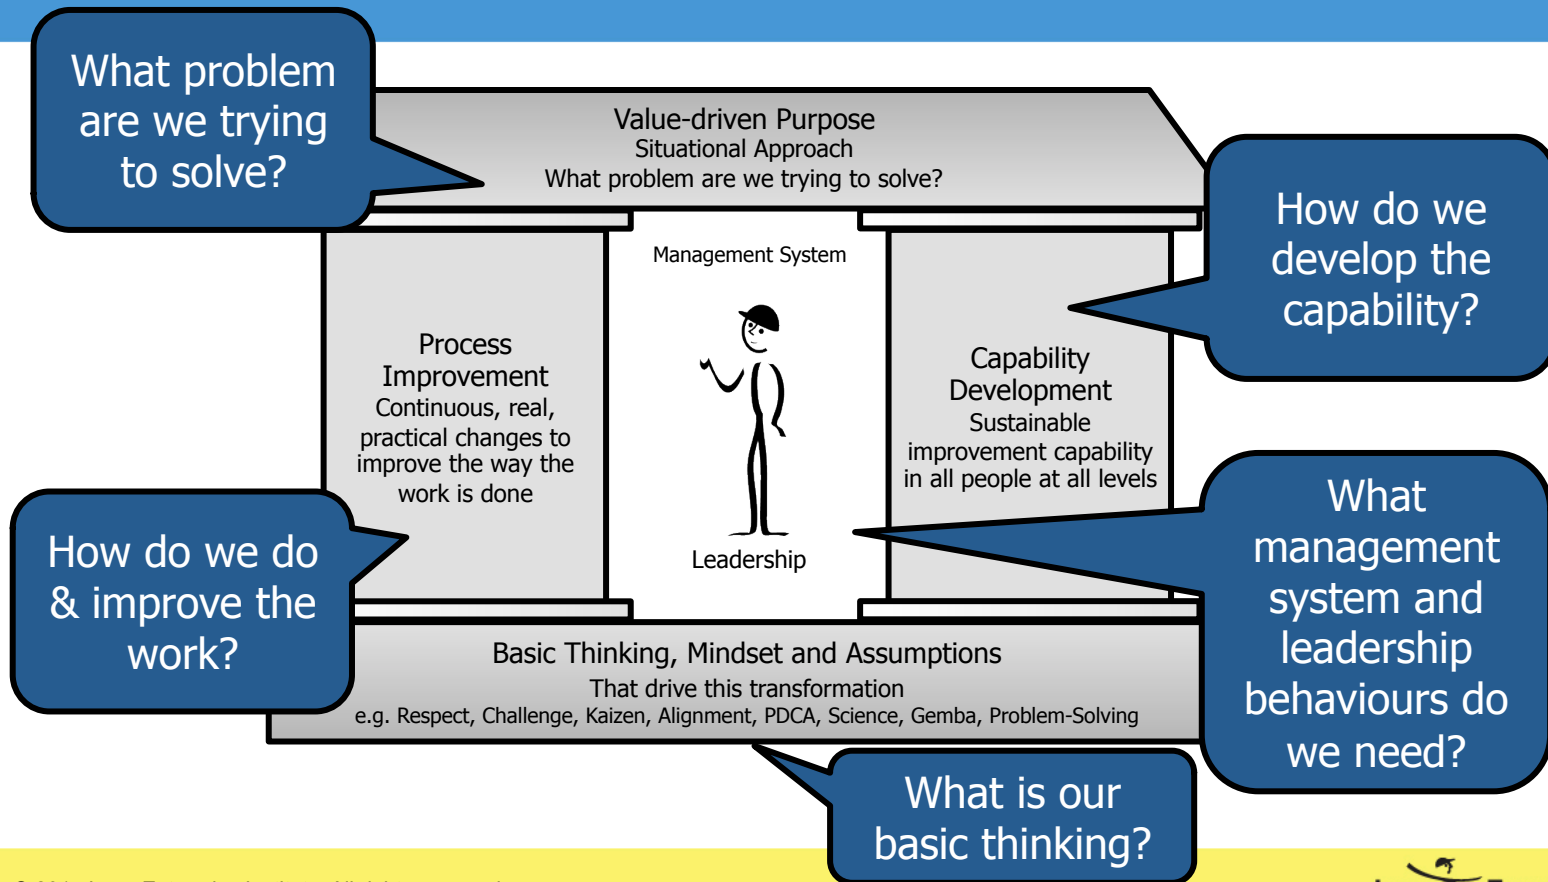 What problem
are we trying
to solve?
Value-driven Purpose
Situational Approach
What problem are we trying to solve?
How do we
develop the
capability?
Management System
Process
Improvement
Continuous, real,
practical changes to
improve the way the
work is done
Capability
Development
Sustainable
improvement capability
in all people at all levels
Leadership
How do we do
& improve the
work?
What
management
system and
leadership
behaviours do
we need?
Basic Thinking, Mindset and Assumptions
That drive this transformation
e.g. Respect, Challenge, Kaizen, Alignment, PDCA, Science, Gemba, Problem-Solving
What is our
basic thinking?